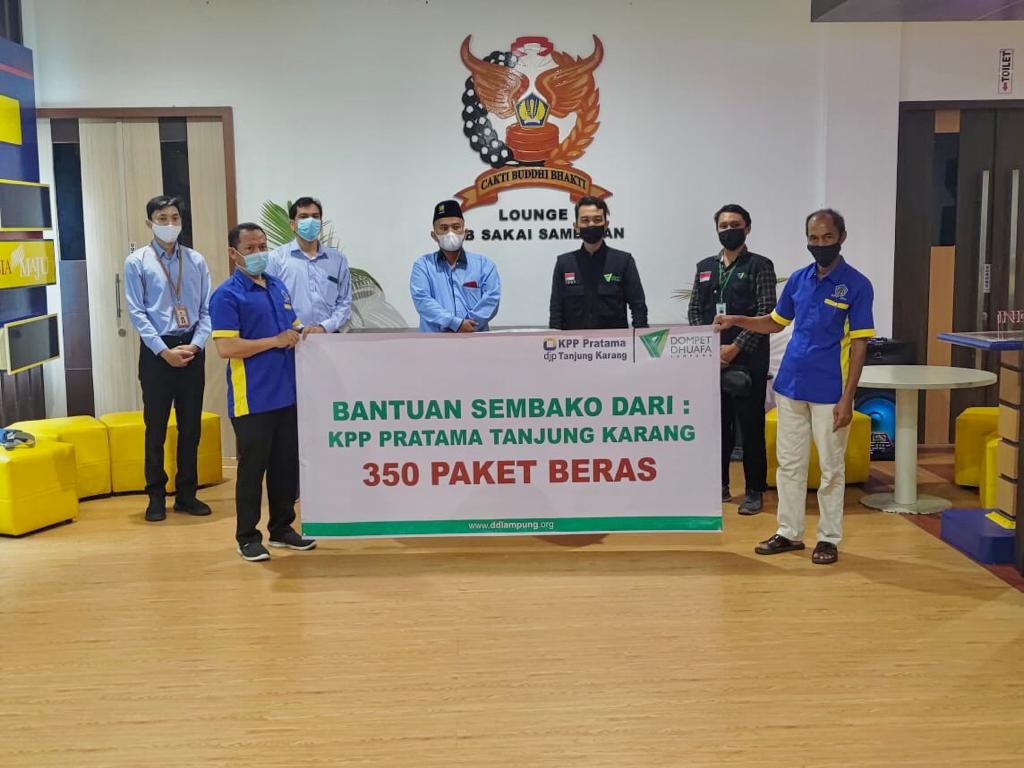 CAKTI BUDDHI BHAKTI
LOUNGE
SAKAI
TOILET
MAJU
KPP Pratama
djp Tanjung Karang
DOMPET
DHUAFA
LAMPUNG
BANTUAN SEMBAKO DARI :
KPP PRATAMA TANJUNG KARANG
350 PAKET BERAS
www.ddlampung.org